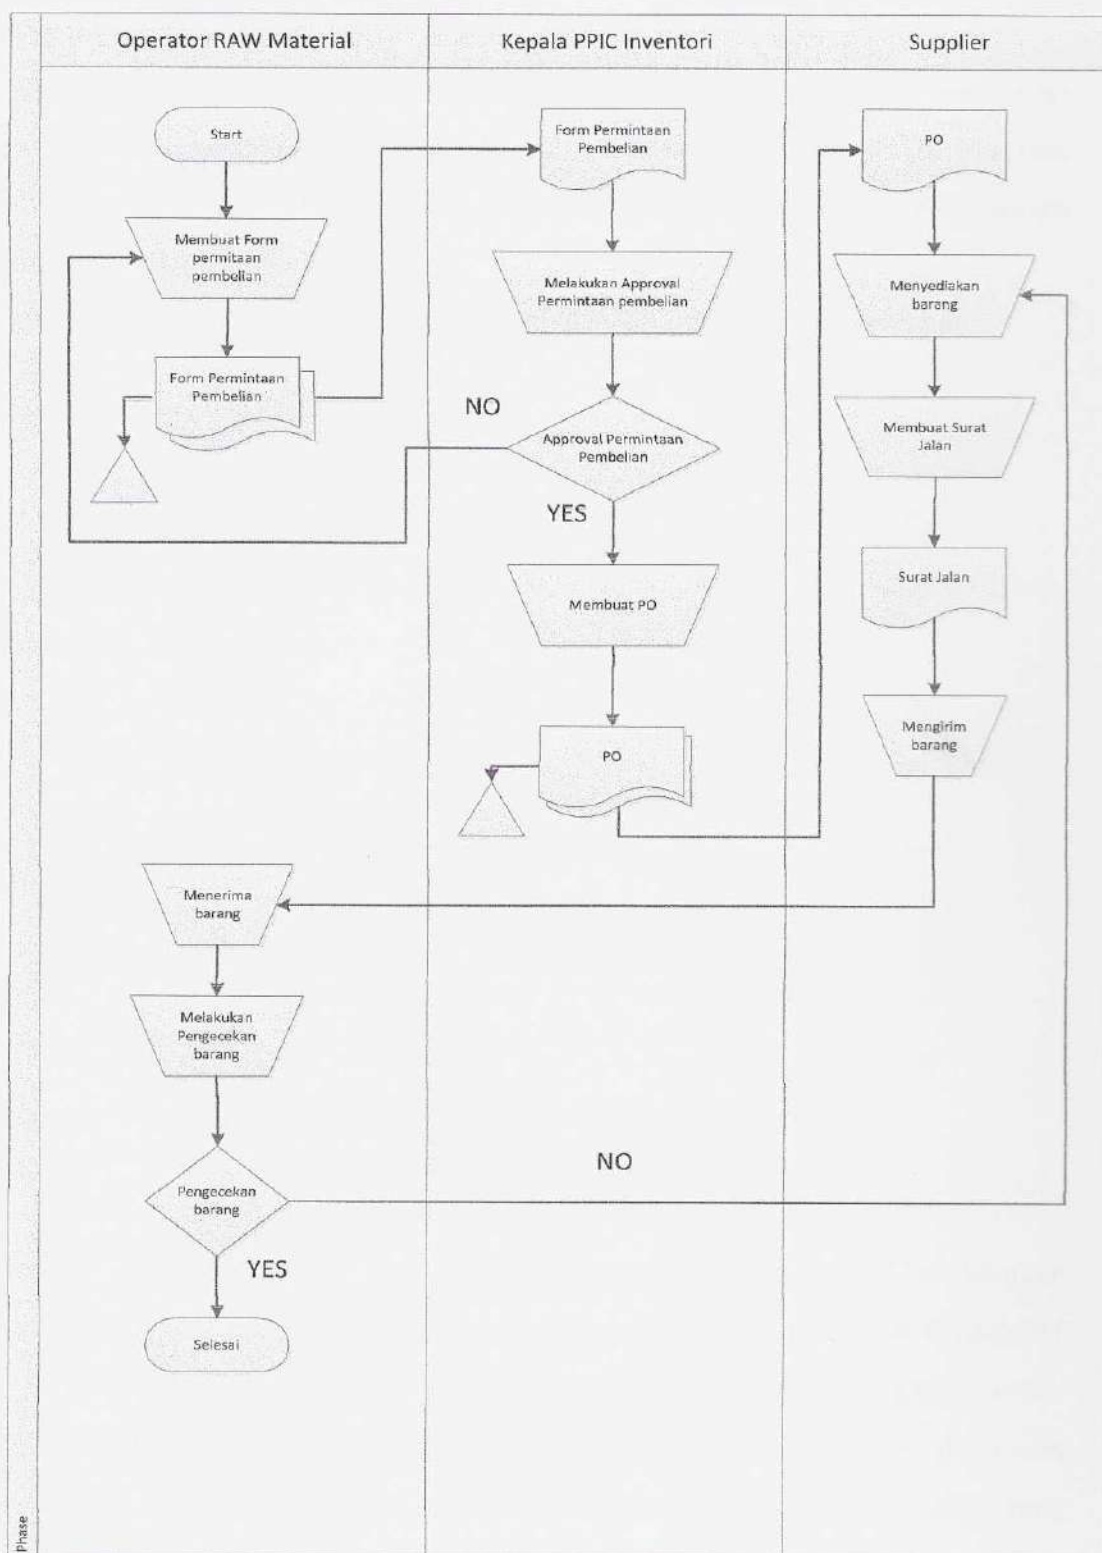 Operator RAW Material
Kepala PPIC Inventori
Supplier
Start
Membuat Form
permitaan
pembelian
Form Permintaan
Pembelian
Form Permintaan
Pembelian
Melakukan Approval
Permintaan pembelian
NO
Approval Permintaan
Pembelian
YES
Membuat PO
PO
PO
Menyediakan
barang
Membuat Surat
Jalan
Surat Jalan
Mengirim
barang
Menerima
barang
Melakukan
Pengecekan
barang
Pengecekan
barang
NO
YES
Selesai
Phase